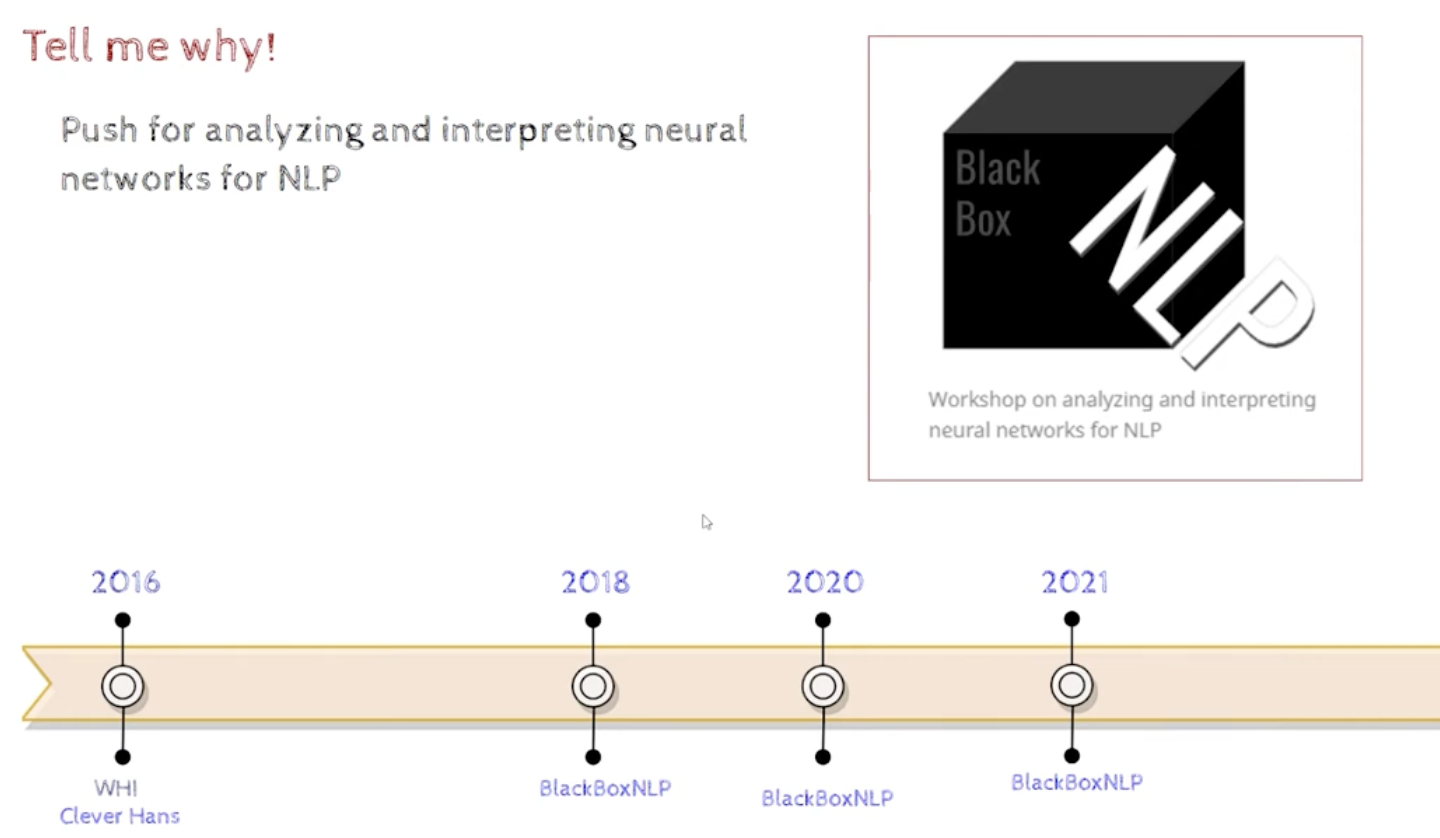 Tell me why!
Push for analyzing and interpreting neural
networks for NLP
Black
Box
NLP
Workshop on analyzing and interpreting
neural networks for NLP
2016
2018
2020
2021
WHI
Clever Hans
BlackBoxNLP
BlackBoxNLP
BlackBoxNLP